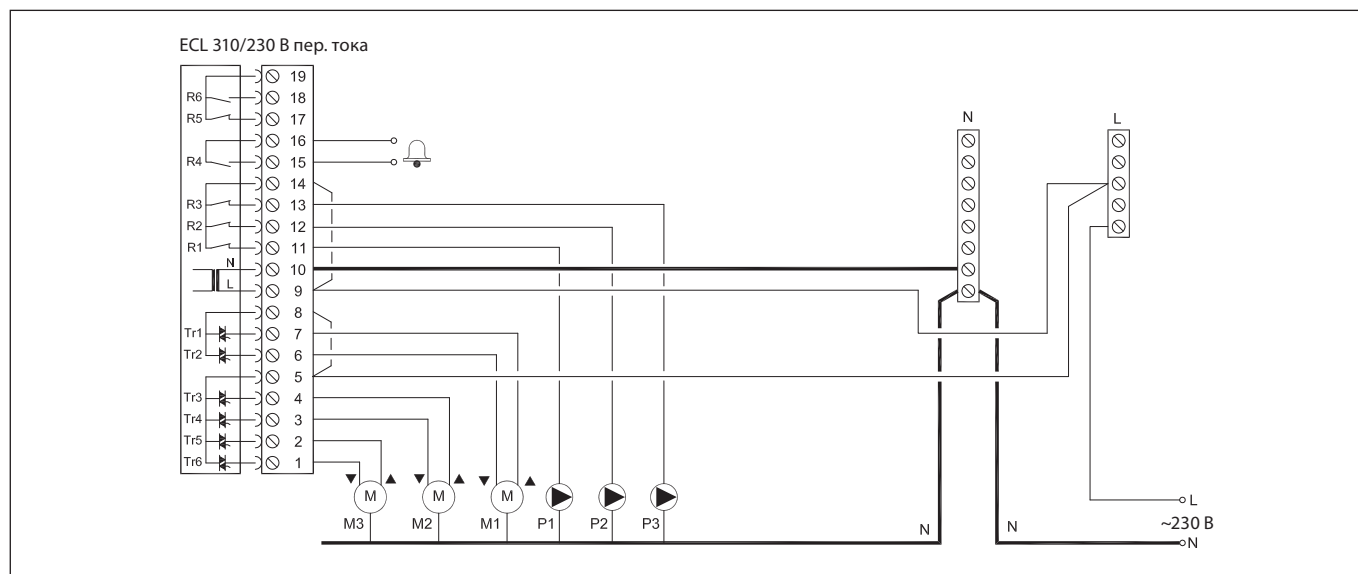 ECL 310/230 В пер. тока
19
R6 18
R5 17
16
R4 15
14
R3 13
R2 12
R1 11
N 10
L 9
8
Tr1 7
Tr2 6
5
Tr3 4
Tr4 3
Tr5 2
Tr6 1
N
L
M M M
M3 M2 M1 P1 P2 P3
N N
L
~230 В
N